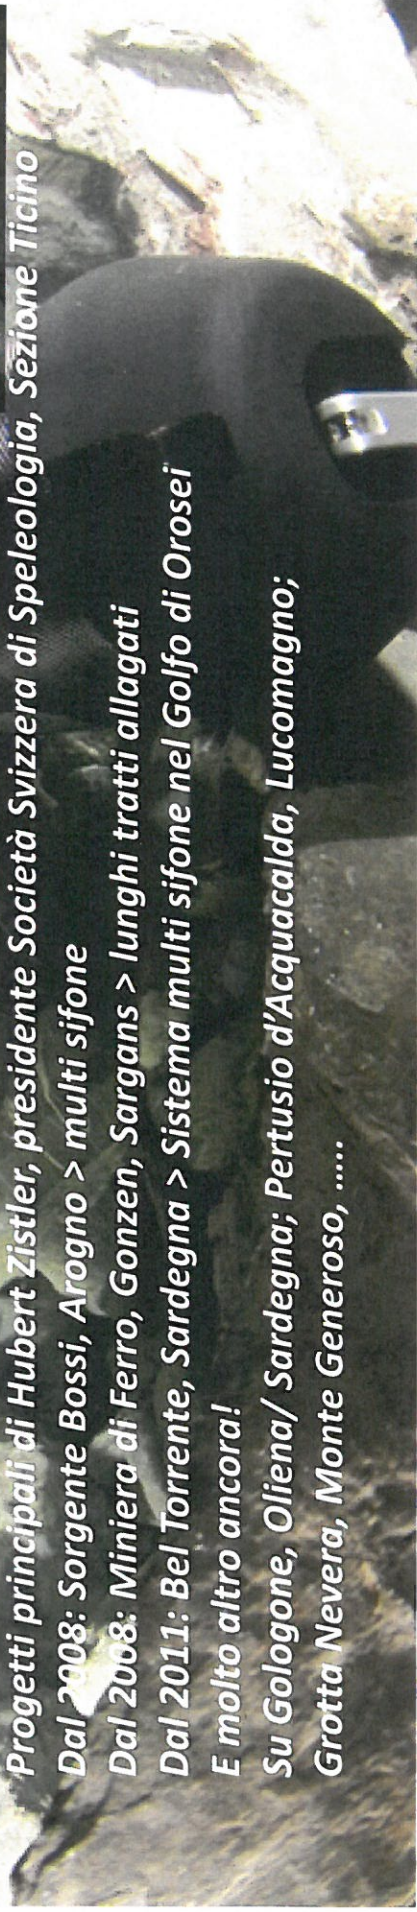 Progetti principali di Hubert Zistler, presidente Società Svizzera di Speleologia, Sezione Ticino
Dal 2008: Sorgente Bossi, Arogno > multi sifone
Dal 2008: Miniera di Ferro, Gonzen, Sargans > lunghi tratti allagati
Dal 2011: Bel Torrente, Sardegna > Sistema multi sifone nel Golfo di Orosei
E molto altro ancora!
Su Gologone, Oliena/ Sardegna; Pertusio d'Acquacalda, Lucomagno;
Grotta Nevera, Monte Generoso, .....